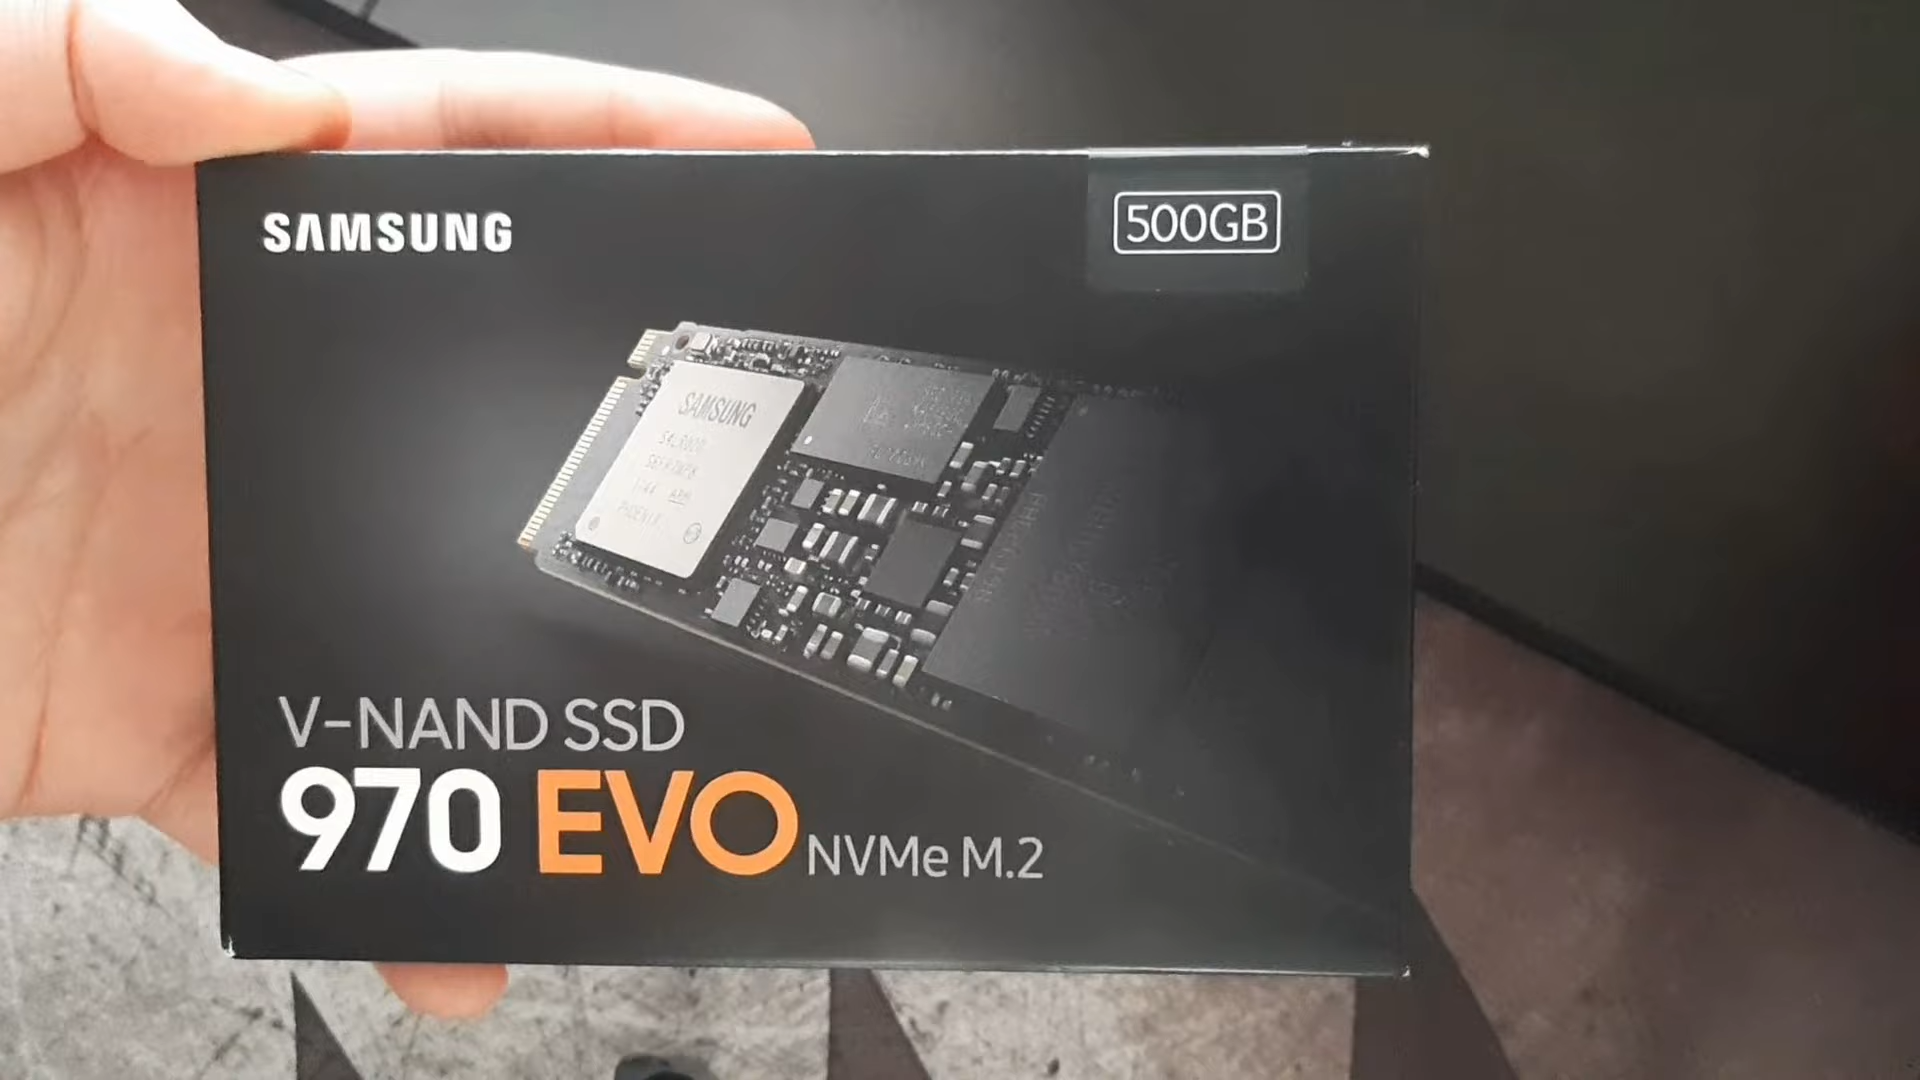 SAMSUNG
500GB
SAMSUNG
V-NAND SSD
970 EVO NVMe M.2